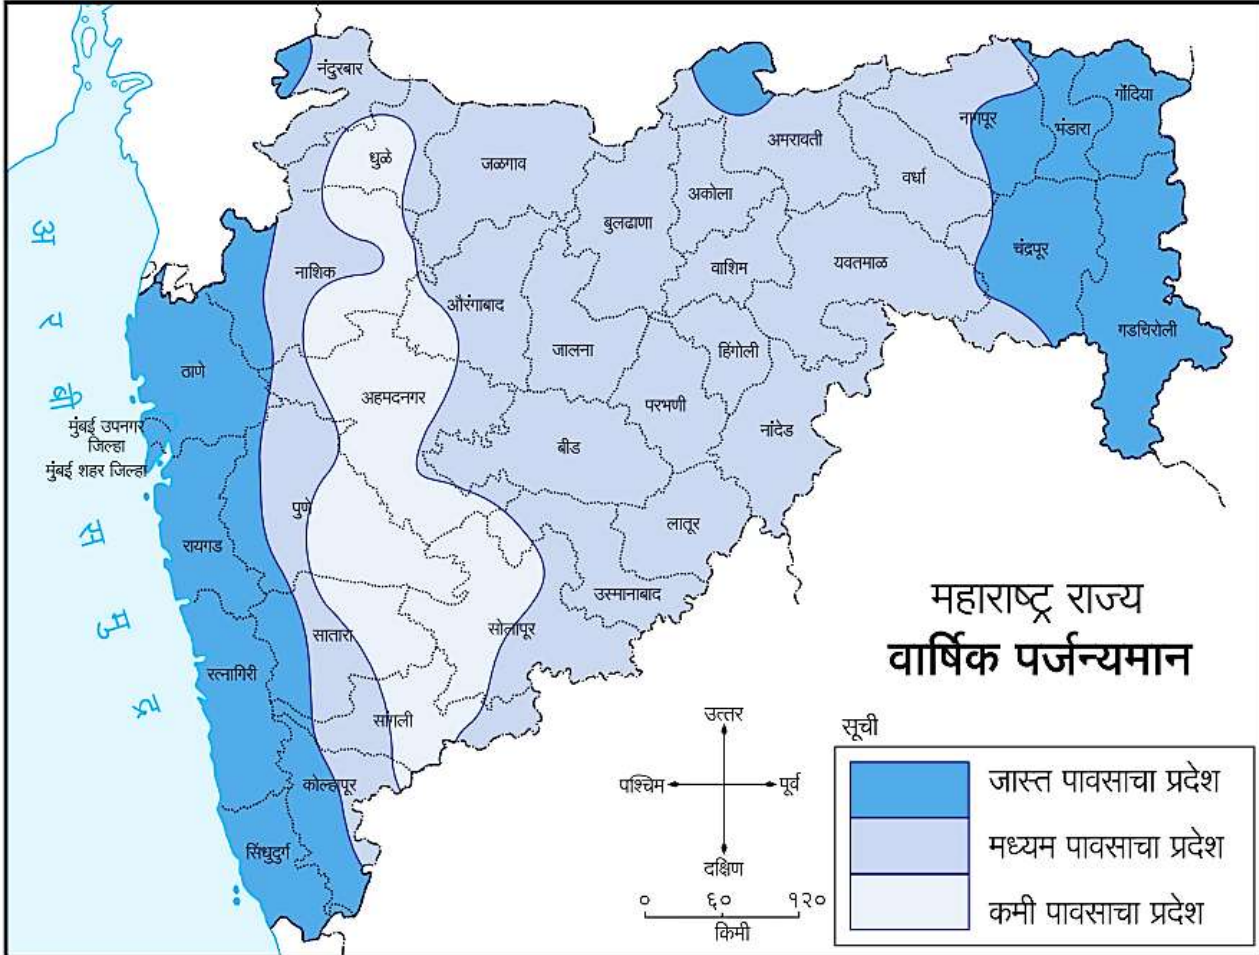 नंदुरबार
गोंदिया
नागपूर
भंडारा
अमरावती
धुळे
जळगाव
वर्धा
अकोला
बुलढाणा
चंद्रपूर
यवतमाळ
वाशिम
नाशिक
औरंगाबाद
गडचिरोली
जालना
हिंगोली
ठाणे
अहमदनगर
परभणी
मुंबई उपनगर
जिल्हा
मुंबई शहर जिल्हा
नांदेड
बीड
पुणे
लातूर
रायगड
उस्मानाबाद
सातारा
सोलापूर
रत्नागिरी
सांगली
कोल्हापूर
सिंधुदुर्ग
अरबी समुद्र
महाराष्ट्र राज्य
वार्षिक पर्जन्यमान
उत्तर
पश्चिम
पूर्व
दक्षिण
० ६० १२०
किमी
सूची
जास्त पावसाचा प्रदेश
मध्यम पावसाचा प्रदेश
कमी पावसाचा प्रदेश